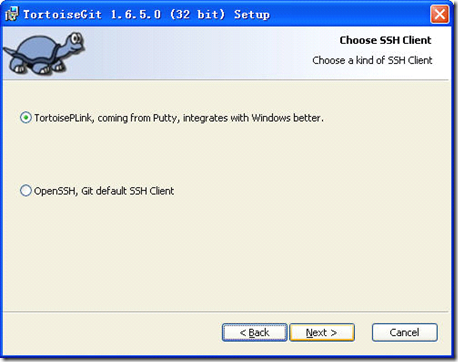 TortoiseGit 1.6.5.0 (32 bit) Setup
Choose SSH Client
Choose a kind of SSH Client
TortoisePLink, coming from Putty, integrates with Windows better.
OpenSSH, Git default SSH Client
< Back
Next >
Cancel